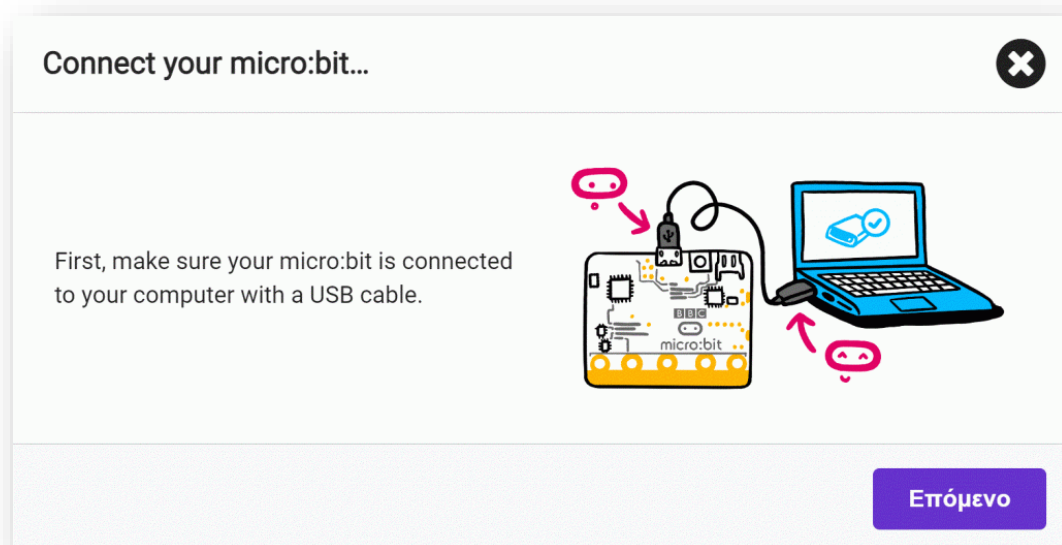 Connect your micro:bit...
First, make sure your micro:bit is connected
to your computer with a USB cable.
BBC
micro:bit
Επόμενο